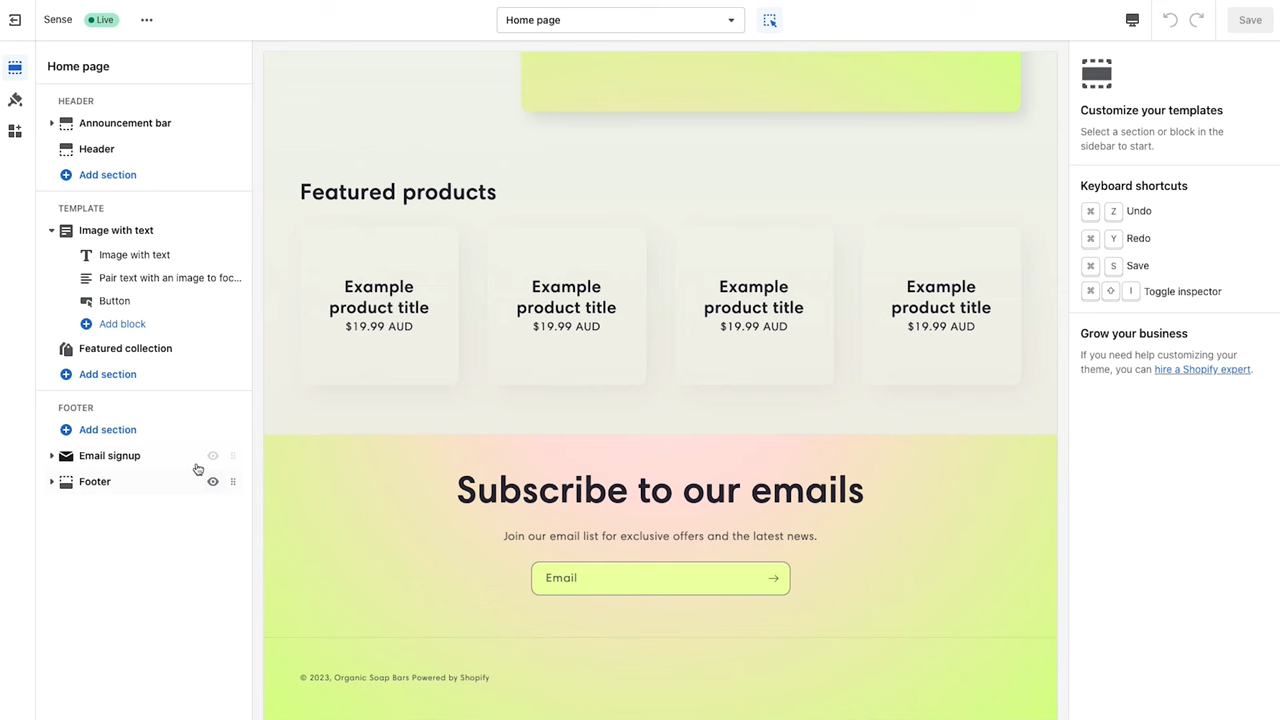 Sense
Live
Home page
Save
Home page
HEADER
Announcement bar
Header
Add section
TEMPLATE
Image with text
Image with text
Pair text with an image to foc...
Button
Add block
Featured collection
Add section
FOOTER
Add section
Email signup
Footer
Featured products
Example
product title
$19.99 AUD
Example
product title
$19.99 AUD
Example
product title
$19.99 AUD
Example
product title
$19.99 AUD
Subscribe to our emails
Join our email list for exclusive offers and the latest news.
Email
© 2023, Organic Soap Bars Powered by Shopify
Customize your templates
Select a section or block in the
sidebar to start.
Keyboard shortcuts
⌘ Z Undo
⌘ Y Redo
⌘ S Save
⌘ ⇧ I Toggle inspector
Grow your business
If you need help customizing your
theme, you can hire a Shopify expert.